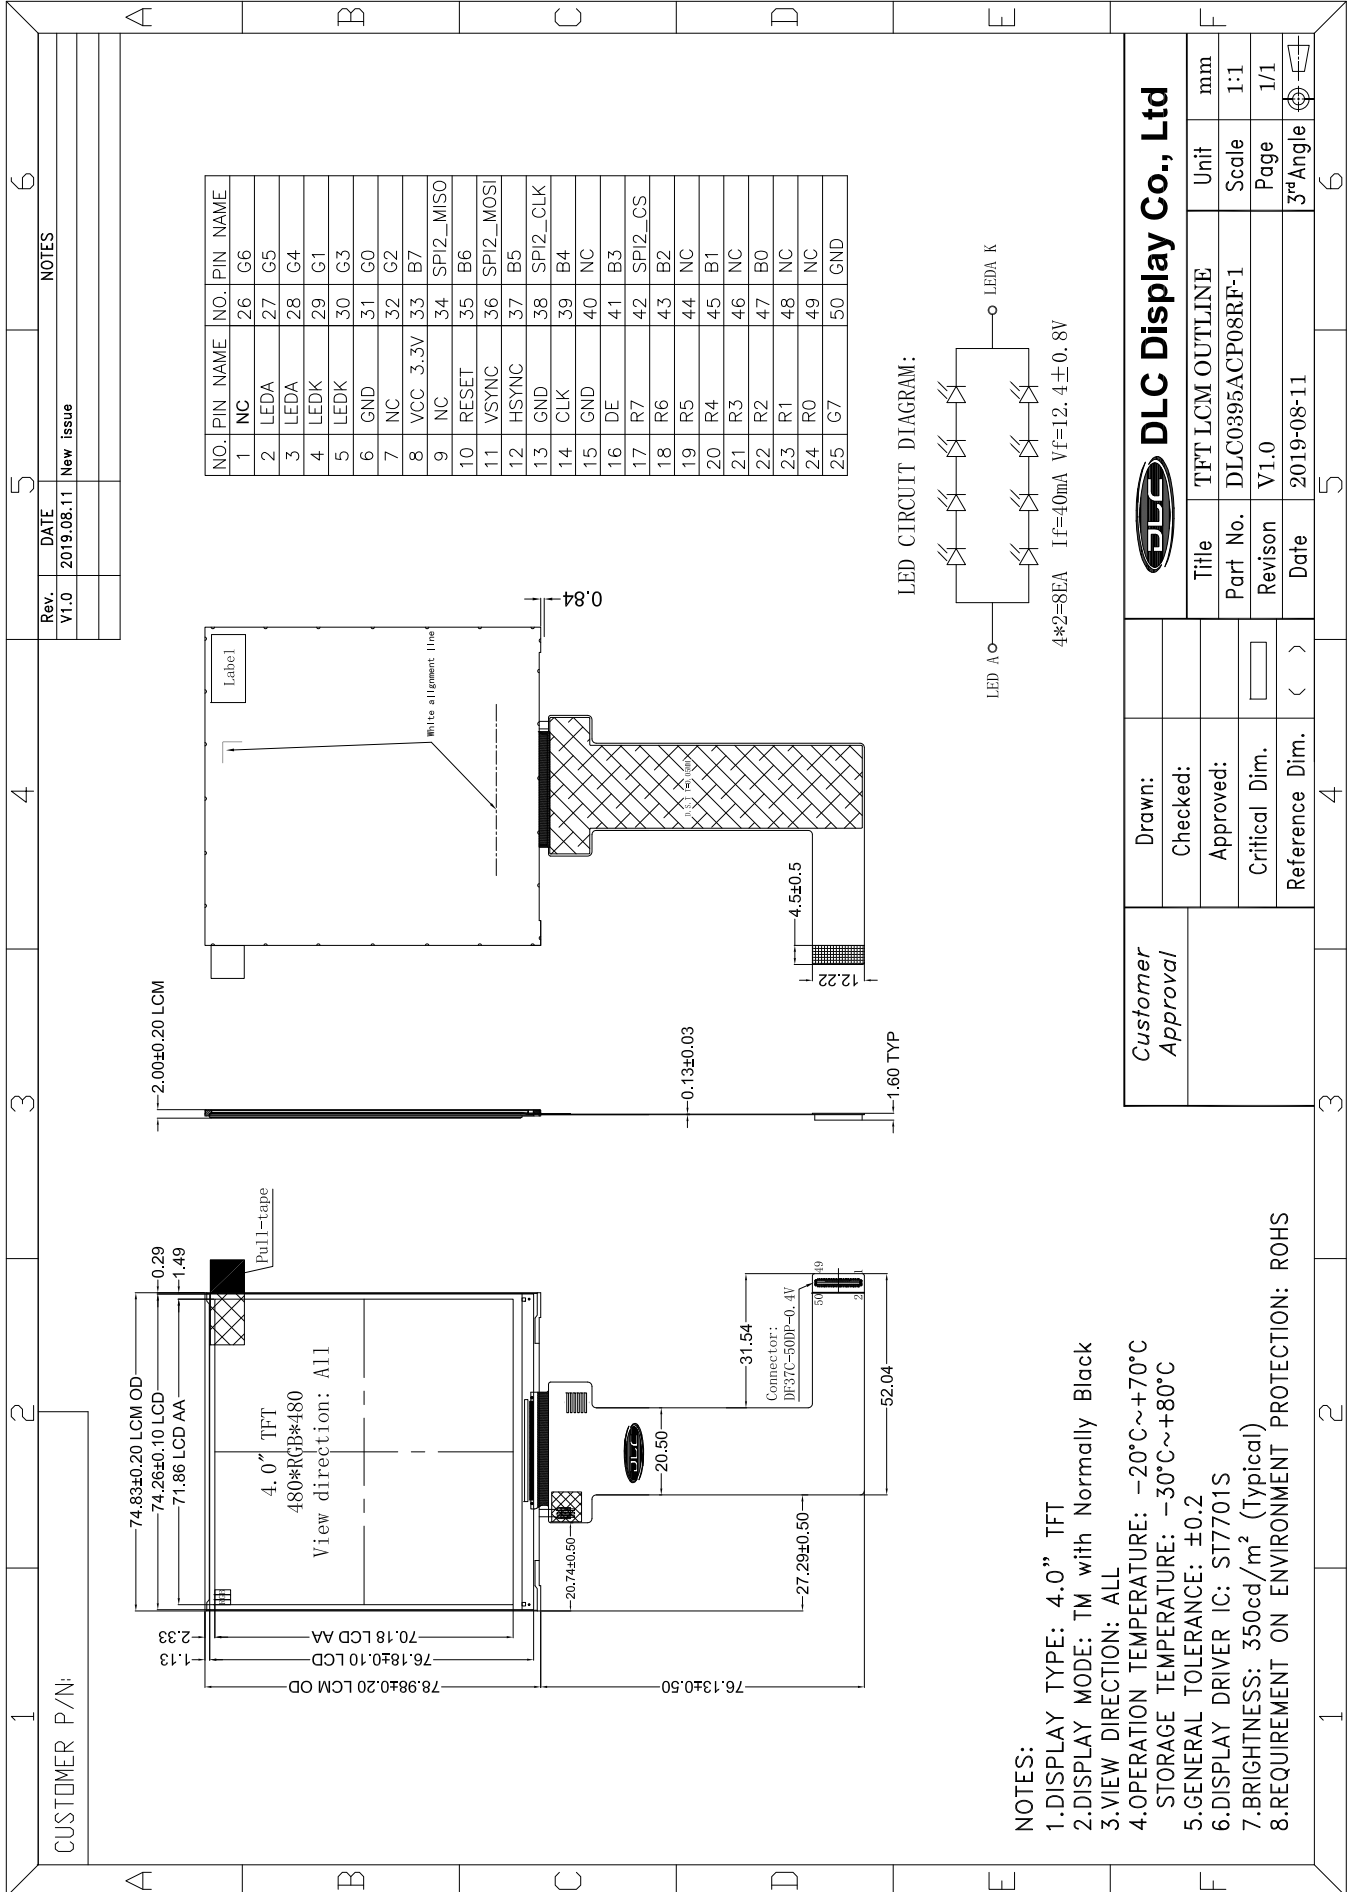 1
2
3
4
5
6
A
B
C
D
E
F
CUSTOMER P/N:
Rev. DATE NOTES
V1.0 2019.08.11 New issue
74.83±0.20 LCM OD
74.26±0.10 LCD
71.86 LCD AA
0.29
1.49
Pull-tape
2.33
1.13
70.18 LCD AA
76.18±0.10 LCD
78.98±0.20 LCM OD
76.13±0.50
4.0" TFT
480*RGB*480
View direction: All
DLC
20.74±0.50
20.50
27.29±0.50
31.54
52.04
Connector:
DF37C-50DP-0.4V
50
49
2
1
2.00±0.20 LCM
0.13±0.03
1.60 TYP
Label
White alignment line
0.84
4.5±0.5
12.22
NO. PIN NAME NO. PIN NAME
1 NC 26 G6
2 LEDA 27 G5
3 LEDA 28 G4
4 LEDK 29 G1
5 LEDK 30 G3
6 GND 31 G0
7 NC 32 G2
8 VCC 3.3V 33 B7
9 NC 34 SPI2_MISO
10 RESET 35 B6
11 VSYNC 36 SPI2_MOSI
12 HSYNC 37 B5
13 GND 38 SPI2_CLK
14 CLK 39 B4
15 GND 40 NC
16 DE 41 B3
17 R7 42 SPI2_CS
18 R6 43 B2
19 R5 44 NC
20 R4 45 B1
21 R3 46 NC
22 R2 47 B0
23 R1 48 NC
24 R0 49 NC
25 G7 50 GND
LED CIRCUIT DIAGRAM:
LED A
LEDA K
4*2=8EA If=40mA Vf=12.4±0.8V
NOTES:
1.DISPLAY TYPE: 4.0" TFT
2.DISPLAY MODE: TM with Normally Black
3.VIEW DIRECTION: ALL
4.OPERATION TEMPERATURE: -20°C~+70°C
STORAGE TEMPERATURE: -30°C~+80°C
5.GENERAL TOLERANCE: ±0.2
6.DISPLAY DRIVER IC: ST7701S
7.BRIGHTNESS: 350cd/m² (Typical)
8.REQUIREMENT ON ENVIRONMENT PROTECTION: ROHS
Customer
Approval
Drawn:
Checked:
Approved:
Critical Dim.
Reference Dim. ( )
DLC DLC Display Co., Ltd
Title TFT LCM OUTLINE Unit mm
Part No. DLC0395ACP08RF-1 Scale 1:1
Revison V1.0 Page 1/1
Date 2019-08-11 3rd Angle
1
2
3
4
5
6
A
B
C
D
E
F